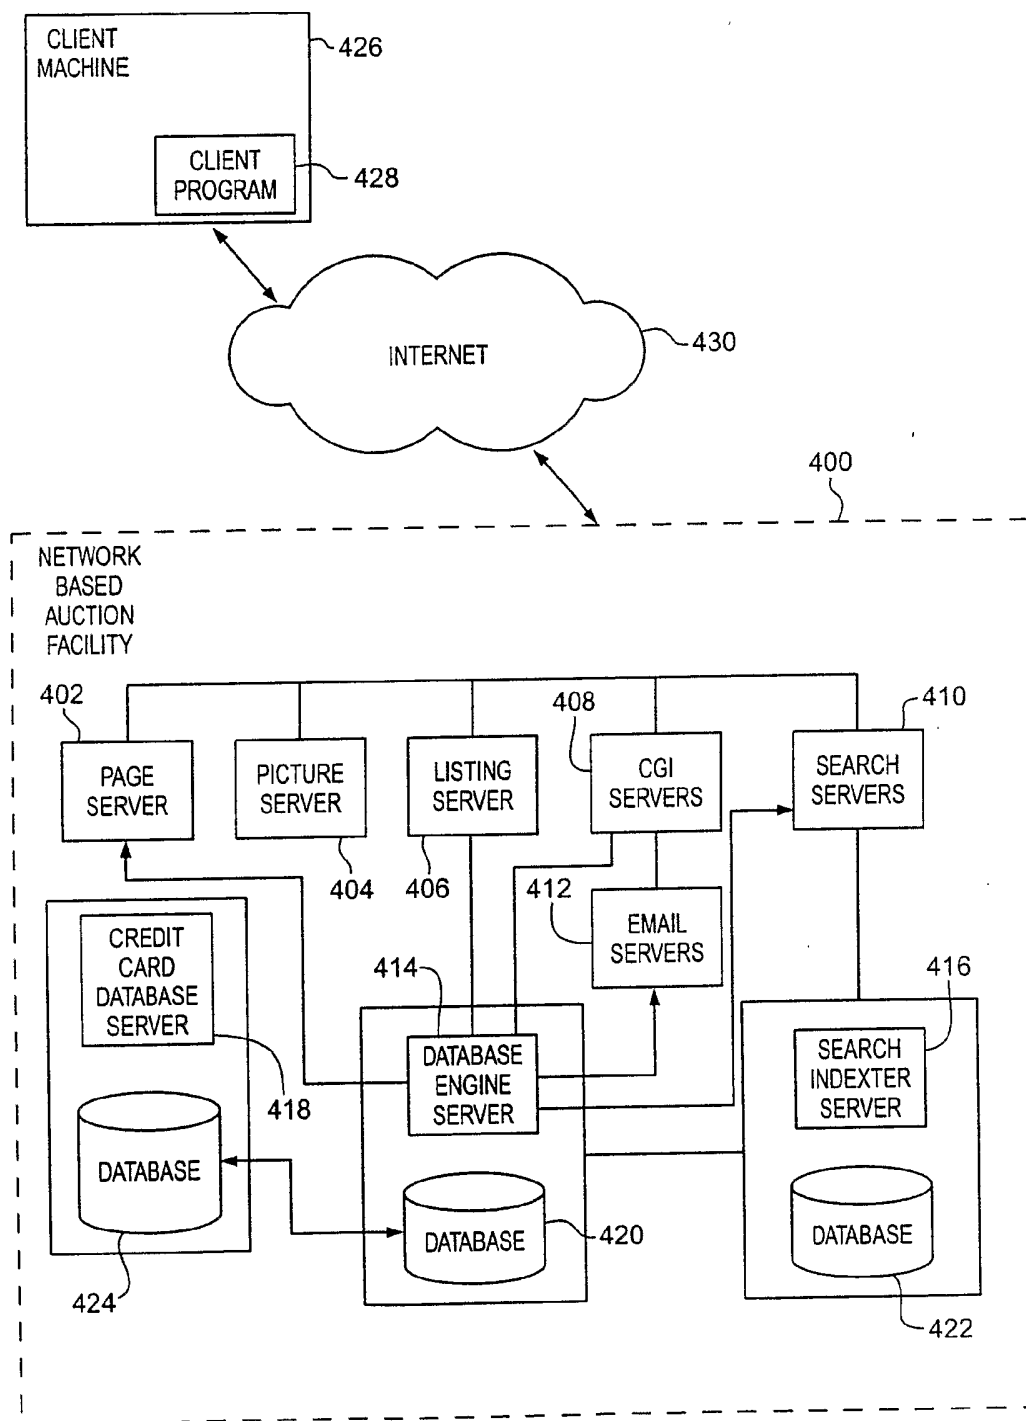 CLIENT
MACHINE
426
CLIENT
PROGRAM
428
INTERNET
430
400
NETWORK
BASED
AUCTION
FACILITY
402
408
410
PAGE
SERVER
PICTURE
SERVER
LISTING
SERVER
CGI
SERVERS
SEARCH
SERVERS
404
406
412
EMAIL
SERVERS
CREDIT
CARD
DATABASE
SERVER
414
416
DATABASE
ENGINE
SERVER
SEARCH
INDEXTER
SERVER
418
DATABASE
DATABASE
420
DATABASE
424
422